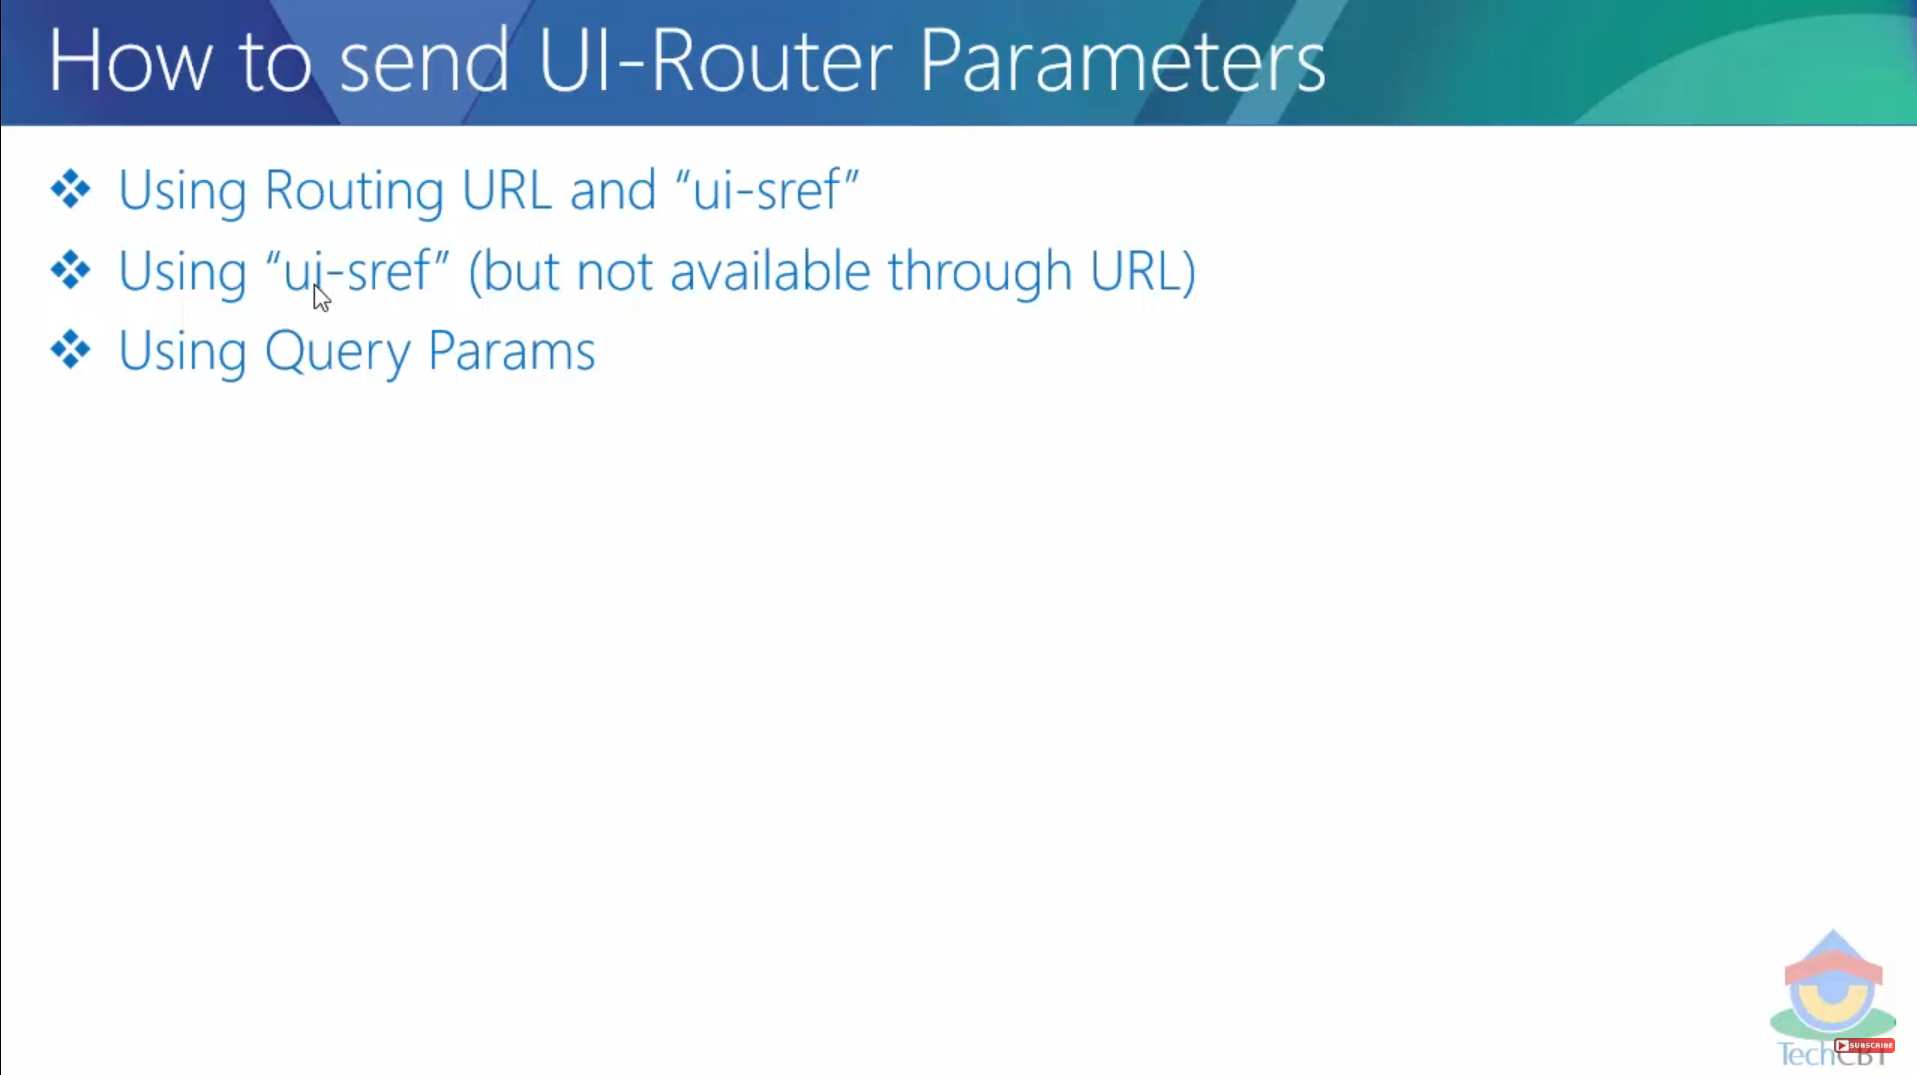 How to send UI-Router Parameters
Using Routing URL and “ui-sref”
Using “ui-sref” (but not available through URL)
Using Query Params
SUBSCRIBE
TechCBT